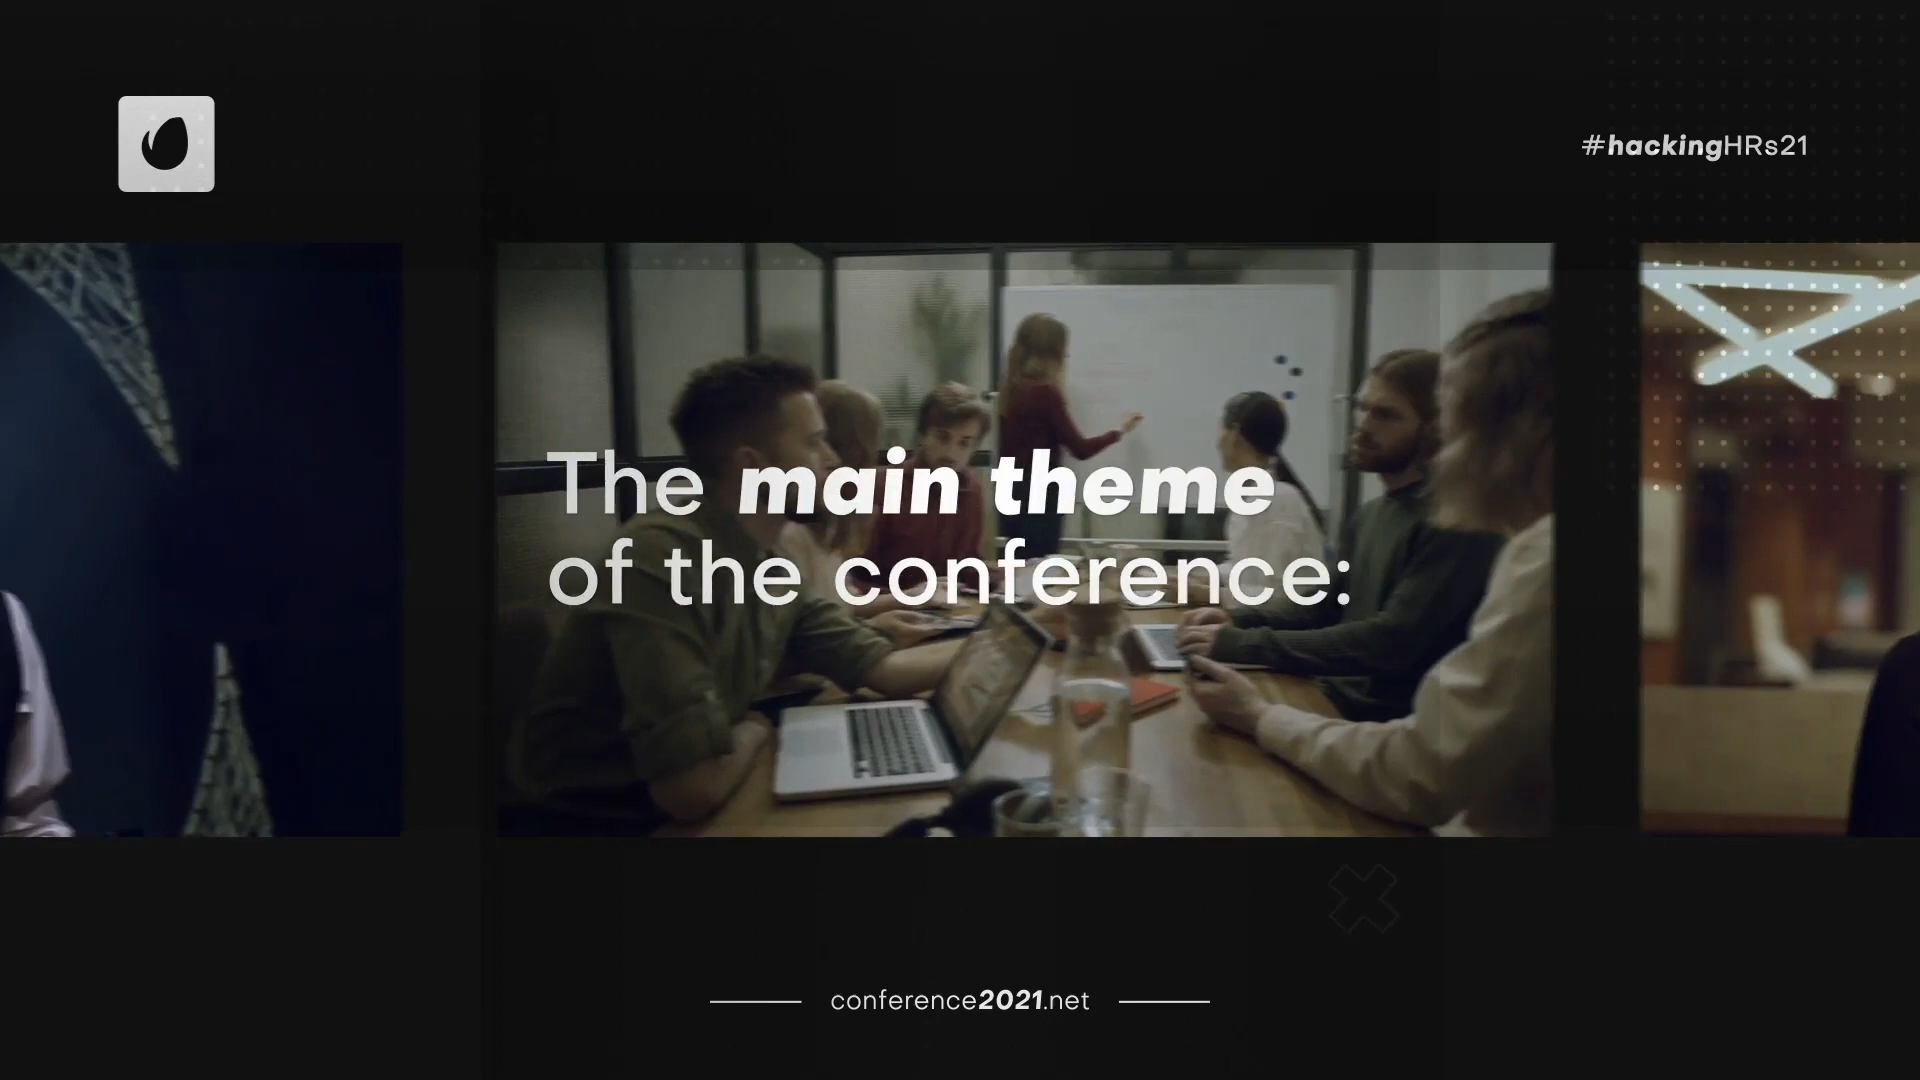 #hackingHRs21
The main theme
of the conference:
conference2021.net